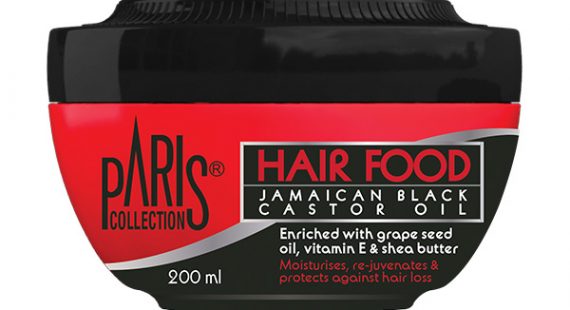 PARIS®
COLLECTION
200 ml
HAIR FOOD
JAMAICAN BLACK
CASTOR OIL
Enriched with grape seed
oil, vitamin E & shea butter
Moisturises, re-juvenates &
protects against hair loss